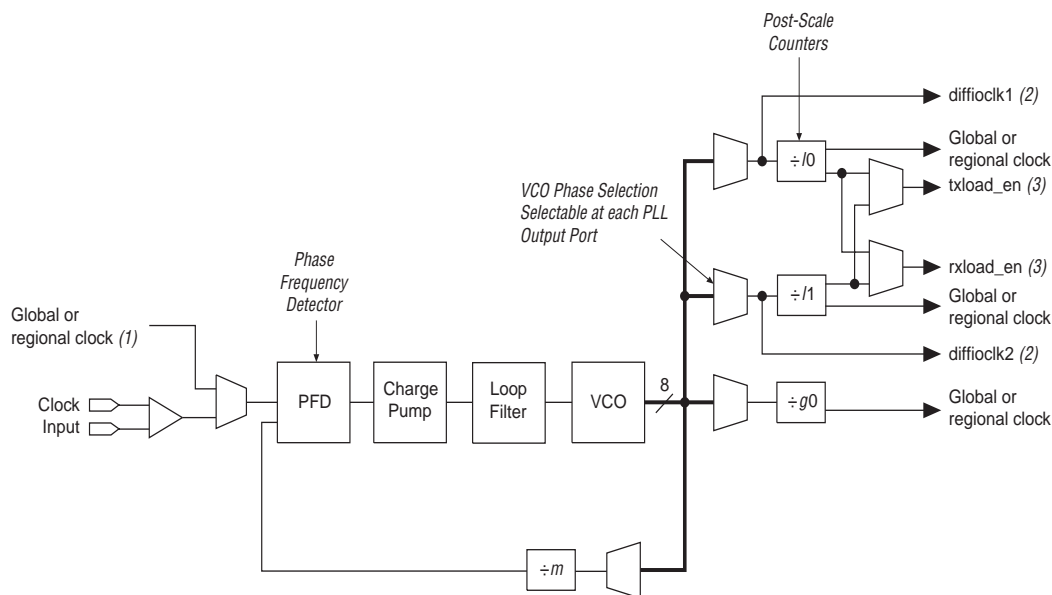 Post-Scale
Counters
diffioclk1 (2)
÷l0
Global or
regional clock
txload_en (3)
VCO Phase Selection
Selectable at each PLL
Output Port
rxload_en (3)
÷l1
Global or
regional clock
diffioclk2 (2)
Phase
Frequency
Detector
Global or
regional clock (1)
Clock
Input
PFD
Charge
Pump
Loop
Filter
VCO
8
÷g0
Global or
regional clock
÷m